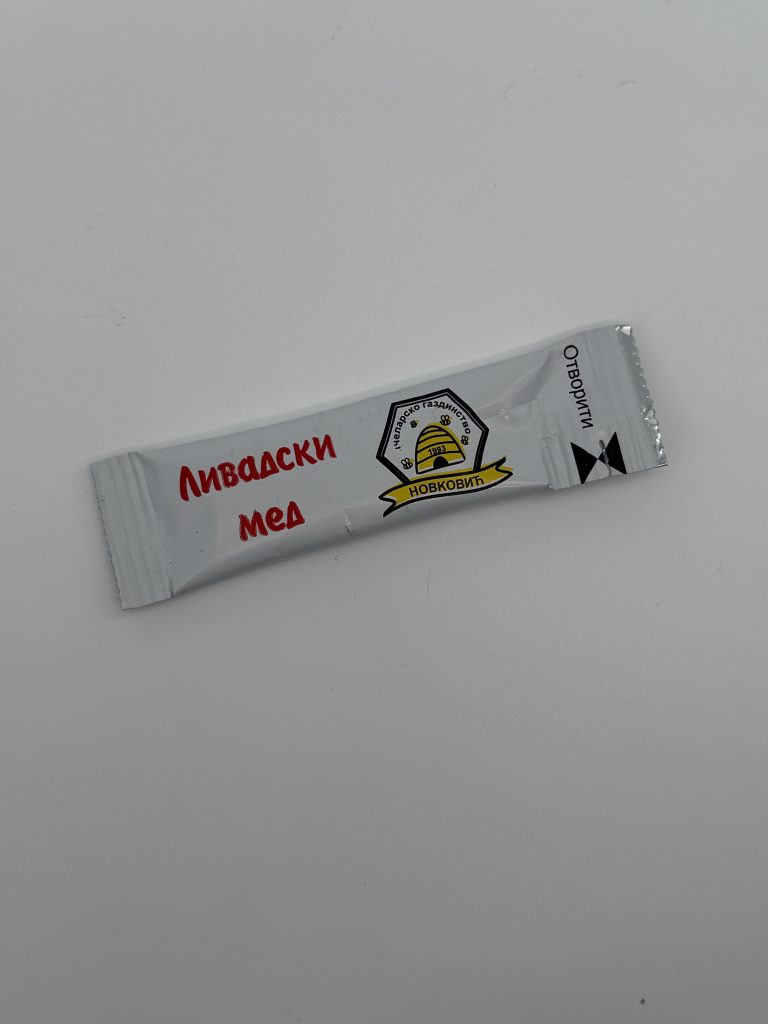 Ливадски
мед
пчеларско газдинство
1993
НОВКОВИЋ
Отворити